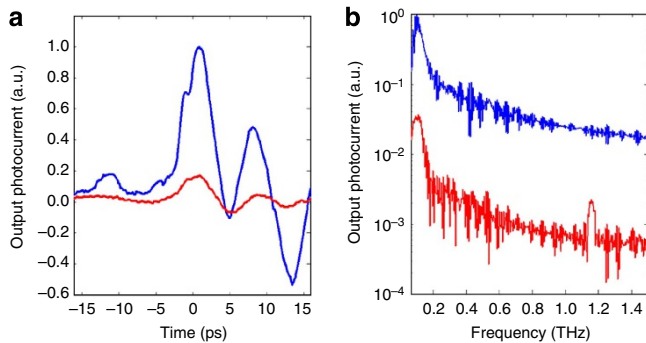 a
Output photocurrent (a.u.)
1.0
0.8
0.6
0.4
0.2
0.0
−0.2
−0.4
−0.6
−15 −10 −5 0 5 10 15
Time (ps)
b
Output photocurrent (a.u.)
10⁰
10⁻¹
10⁻²
10⁻³
10⁻⁴
0.2 0.4 0.6 0.8 1.0 1.2 1.4
Frequency (THz)